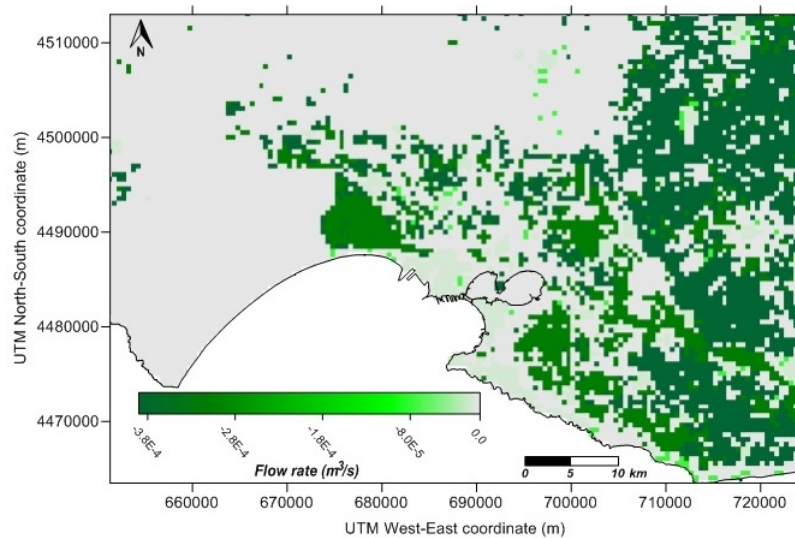 4510000
4500000
4490000
4480000
4470000
UTM North-South coordinate (m)
N
-3.8E-4 -2.8E-4 -1.8E-4 -8.0E-5 0.0
Flow rate (m³/s)
0 5 10 km
660000 670000 680000 690000 700000 710000 720000
UTM West-East coordinate (m)